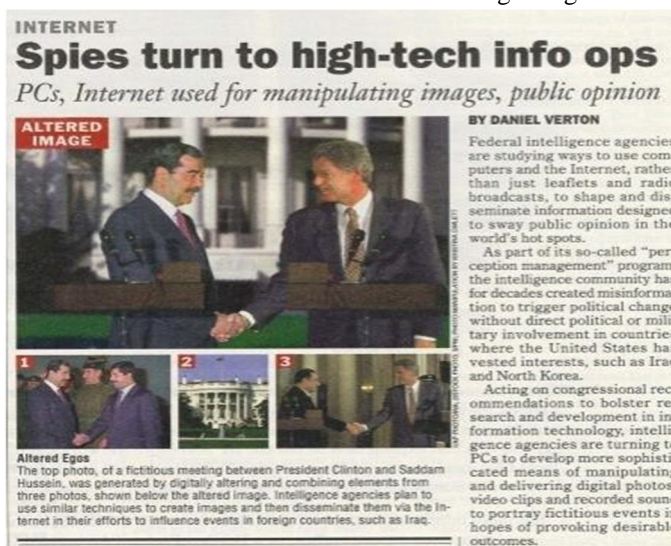 INTERNET
Spies turn to high-tech info ops
PCs, Internet used for manipulating images, public opinion
ALTERED
IMAGE
1
2
3
Altered Egos
The top photo, of a fictitious meeting between President Clinton and Saddam
Hussein, was generated by digitally altering and combining elements from
three photos, shown below the altered image. Intelligence agencies plan to
use similar techniques to create images and then disseminate them via the In-
ternet in their efforts to influence events in foreign countries, such as Iraq.
BY DANIEL VERTON
Federal intelligence agencies
are studying ways to use com
puters and the Internet, rathe
than just leaflets and radi
broadcasts, to shape and dis
seminate information designed
to sway public opinion in the
world's hot spots.
As part of its so-called "per
ception management" program
the intelligence community ha
for decades created misinforma
tion to trigger political change
without direct political or mili
tary involvement in countrie
where the United States ha
vested interests, such as Iraq
and North Korea.
Acting on congressional rec
ommendations to bolster re
search and development in in
formation technology, intelli
gence agencies are turning to
PCs to develop more sophisti
cated means of manipulating
and delivering digital photos
video clips and recorded sound
to portray fictitious events in
hopes of provoking desirabl
outcomes.